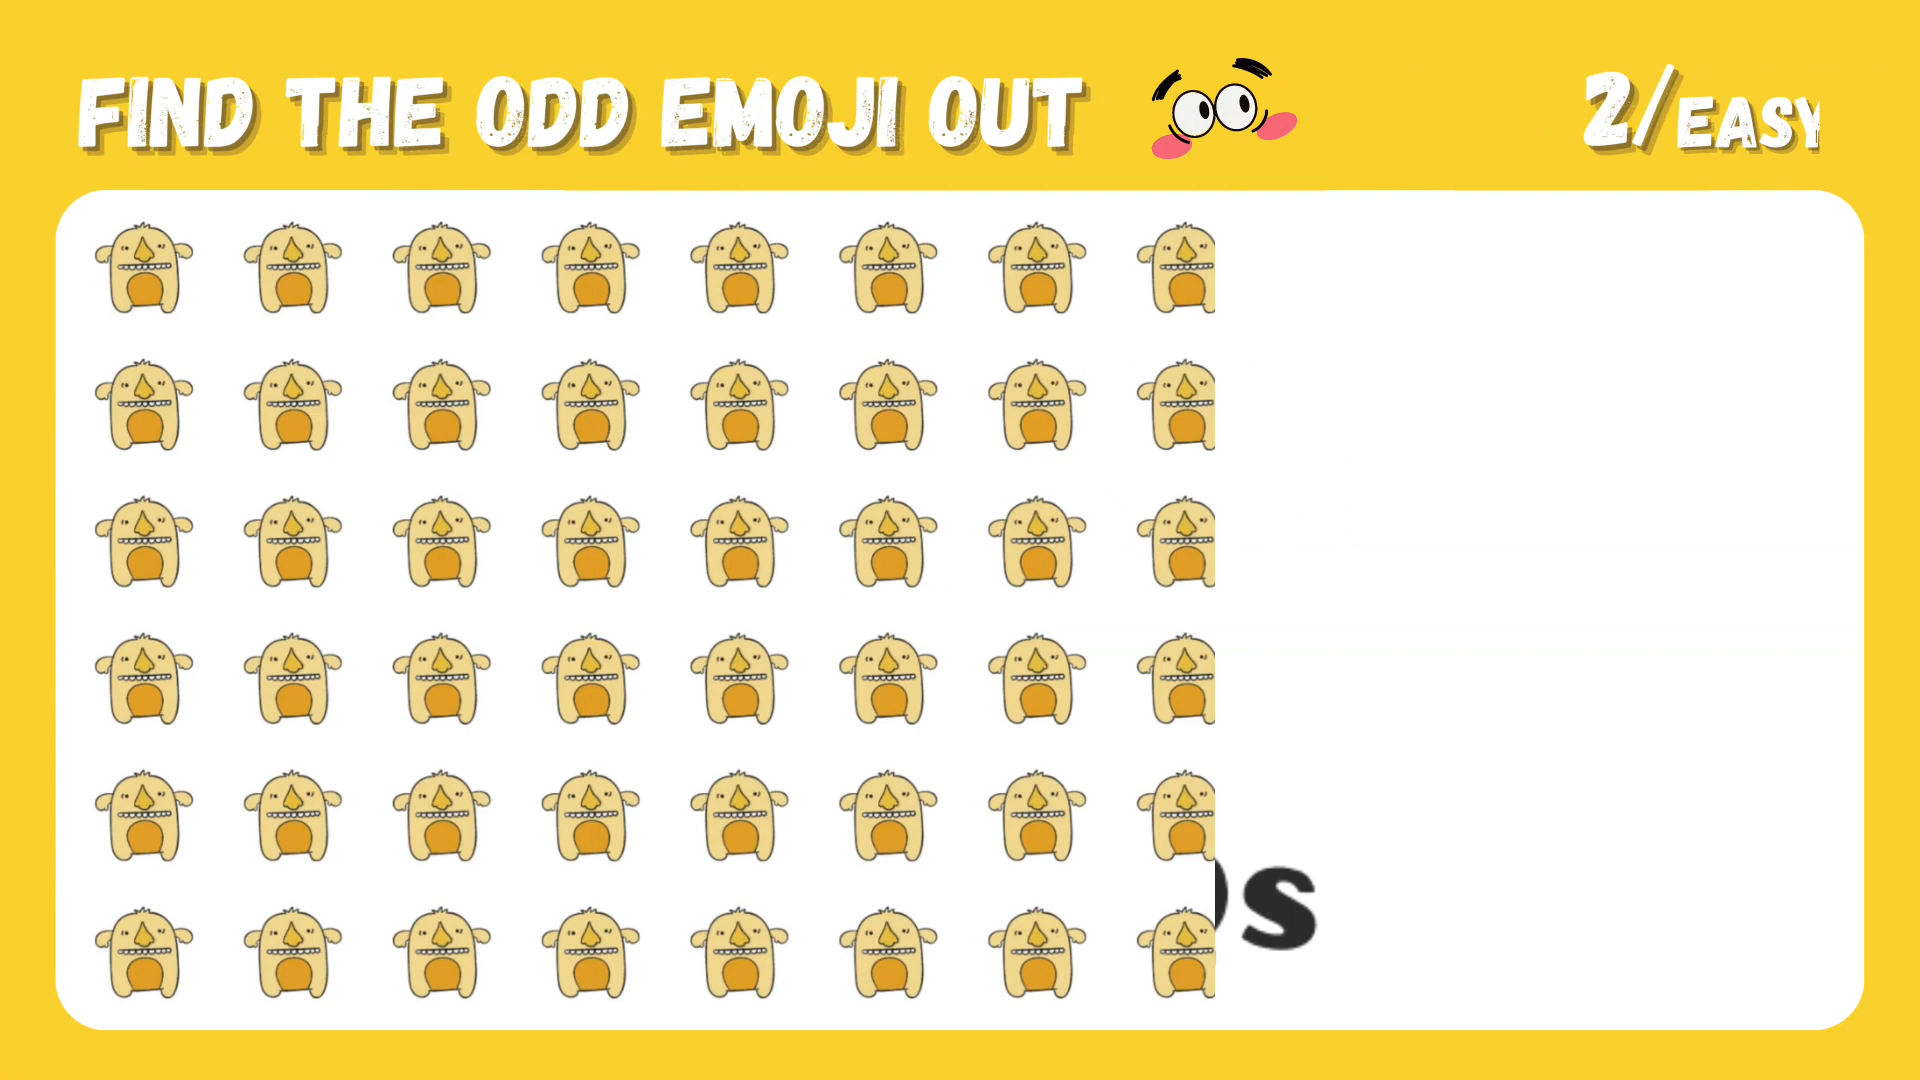 FIND THE ODD EMOJI OUT
2/EASY
s